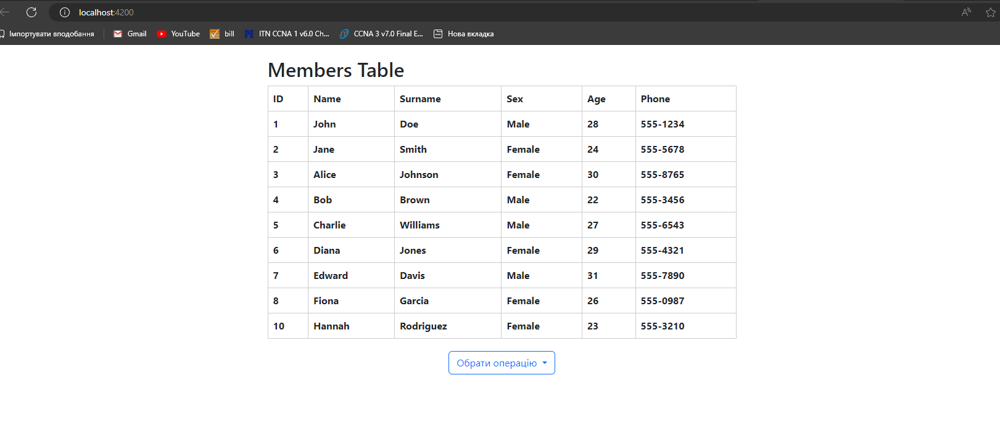 localhost:4200
Імпортувати вподобання Gmail YouTube bill ITN CCNA 1 v6.0 Ch... CCNA 3 v7.0 Final E... Нова вкладка
Members Table
ID Name Surname Sex Age Phone
1 John Doe Male 28 555-1234
2 Jane Smith Female 24 555-5678
3 Alice Johnson Female 30 555-8765
4 Bob Brown Male 22 555-3456
5 Charlie Williams Male 27 555-6543
6 Diana Jones Female 29 555-4321
7 Edward Davis Male 31 555-7890
8 Fiona Garcia Female 26 555-0987
10 Hannah Rodriguez Female 23 555-3210
Обрати операцію